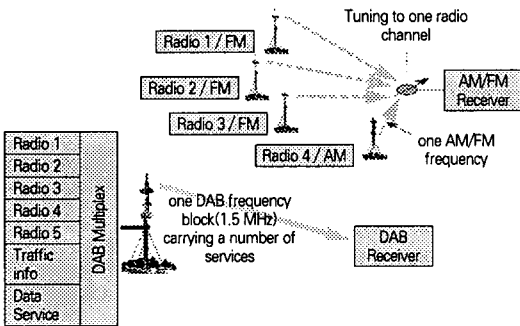 Tuning to one radio
channel
Radio 1 / FM
Radio 2 / FM
Radio 3 / FM
Radio 4 / AM
AM/FM
Receiver
one AM/FM
frequency
Radio 1
Radio 2
Radio 3
Radio 4
Radio 5
Traffic
info
Data
Service
DAB Multiplex
one DAB frequency
block(1.5 MHz)
carrying a number of
services
DAB
Receiver